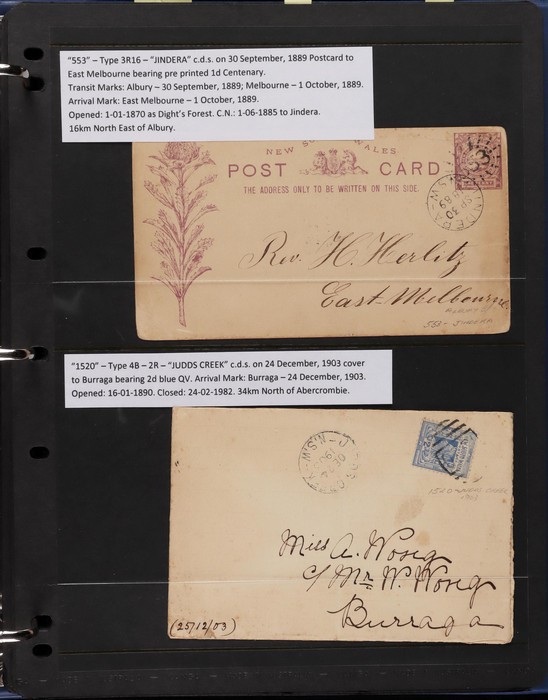 "553" – Type 3R16 – "JINDERA" c.d.s. on 30 September, 1889 Postcard to
East Melbourne bearing pre printed 1d Centenary.
Transit Marks: Albury – 30 September, 1889; Melbourne – 1 October, 1889.
Arrival Mark: East Melbourne – 1 October, 1889.
Opened: 1-01-1870 as Dight's Forest. C.N.: 1-06-1885 to Jindera.
16km North East of Albury.
NEW SOUTH WALES
POST CARD
THE ADDRESS ONLY TO BE WRITTEN ON THIS SIDE.
SP 30
89
Rev. H. Herlitz
East Melbourne
553 - JINDERA
"1520" – Type 4B – 2R – "JUDDS CREEK" c.d.s. on 24 December, 1903 cover
to Burraga bearing 2d blue QV. Arrival Mark: Burraga – 24 December, 1903.
Opened: 16-01-1890. Closed: 24-02-1982. 34km North of Abercrombie.
Miss A. Wong
C/ Mr W. Wong
Burraga
(25/12/03)